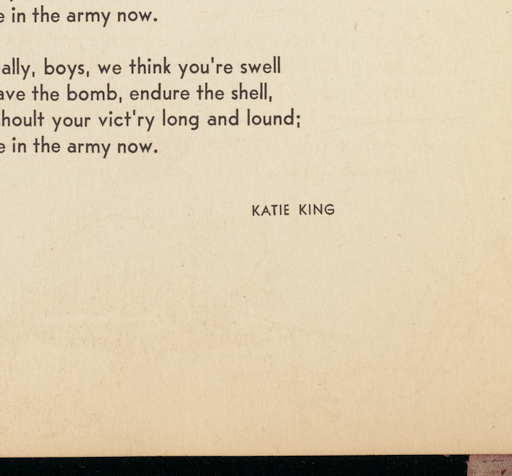 e in the army now.
ally, boys, we think you're swell
ave the bomb, endure the shell,
hoult your vict'ry long and lound;
e in the army now.
KATIE KING